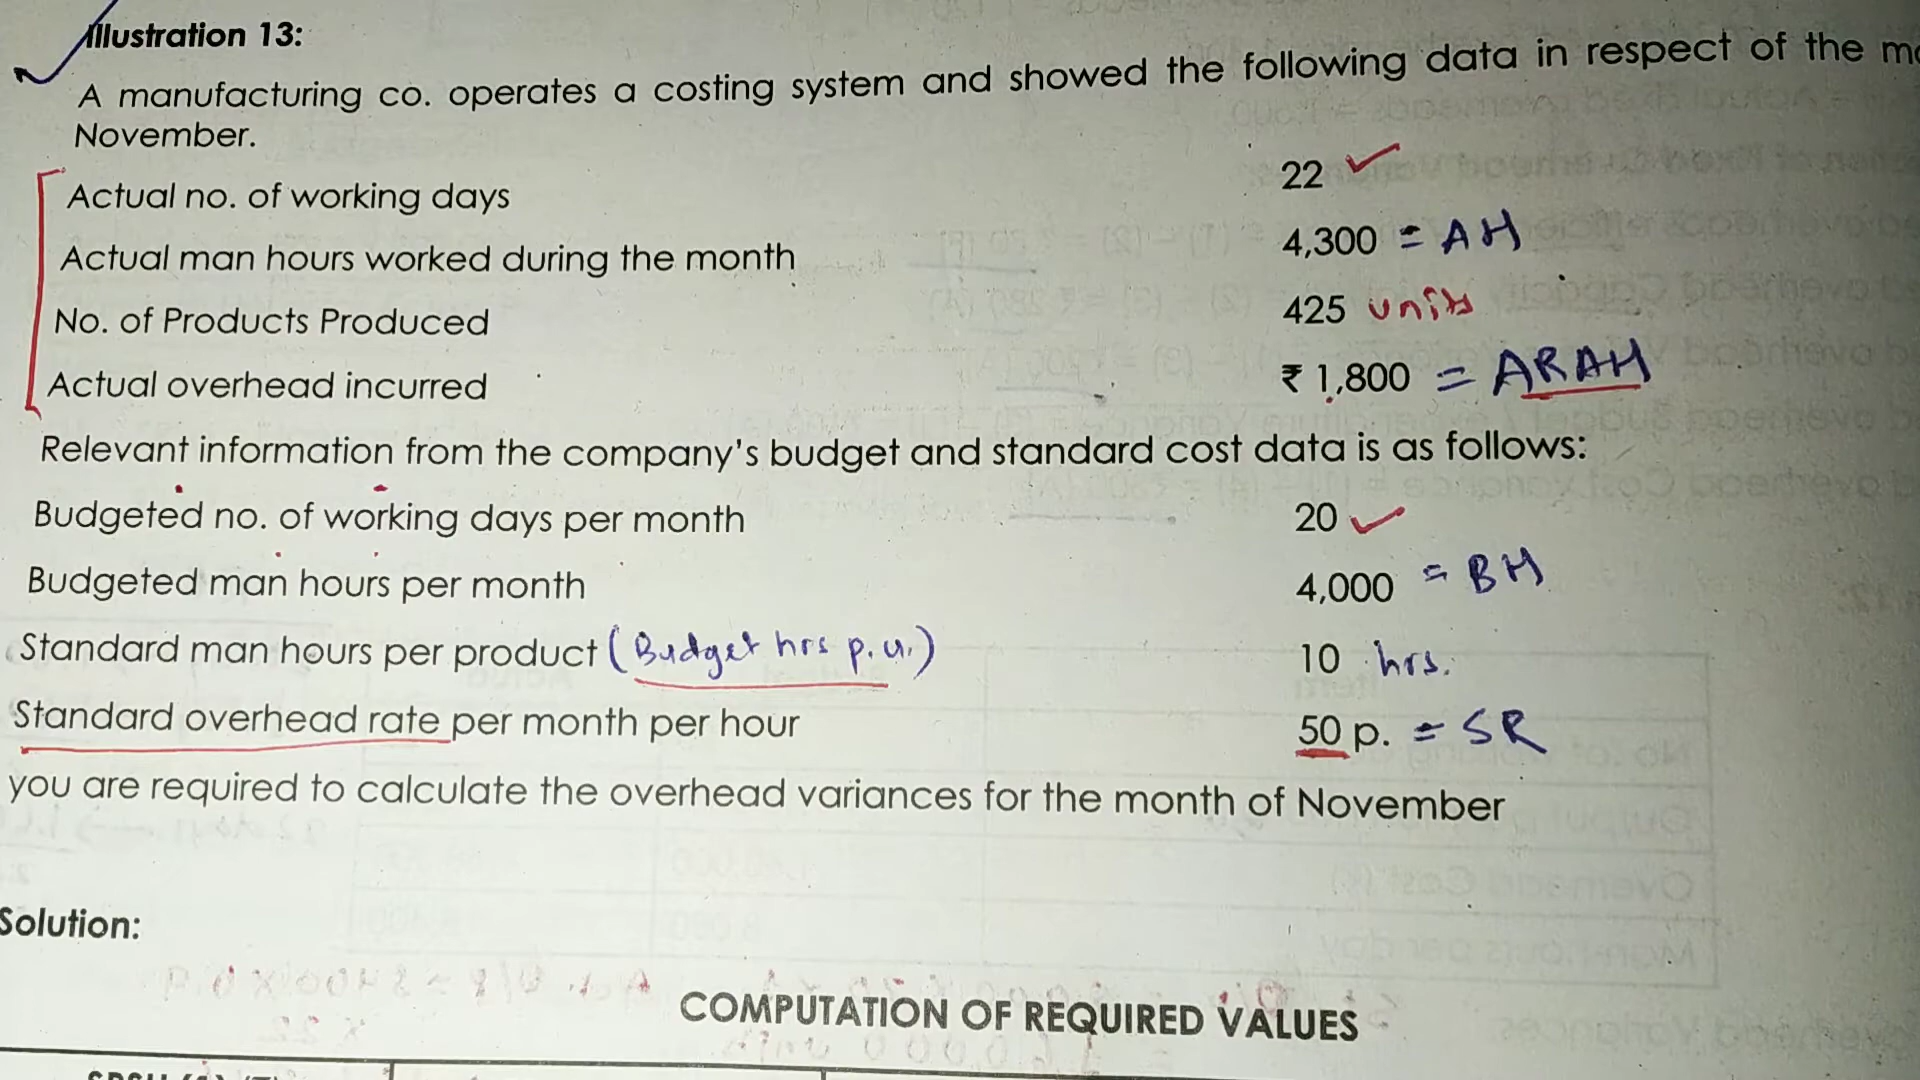 Illustration 13:
A manufacturing co. operates a costing system and showed the following data in respect of the
November.
Actual no. of working days 22
Actual man hours worked during the month 4,300 = AH
No. of Products Produced 425 units
Actual overhead incurred ₹ 1,800 = ARAH
Relevant information from the company's budget and standard cost data is as follows:
Budgeted no. of working days per month 20
Budgeted man hours per month 4,000 = BH
Standard man hours per product (Budget hrs p.u.) 10 hrs.
Standard overhead rate per month per hour 50 p. = SR
you are required to calculate the overhead variances for the month of November
Solution:
COMPUTATION OF REQUIRED VALUES